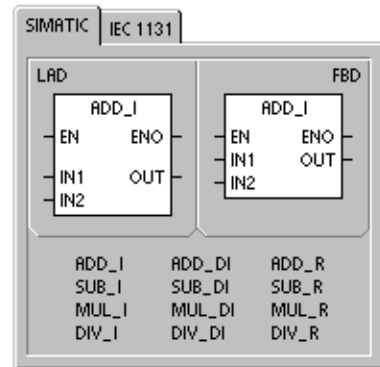 SIMATIC IEC 1131
LAD FBD
ADD_I ADD_I
EN ENO EN ENO
IN1 OUT IN1 OUT
IN2 IN2
ADD_I ADD_DI ADD_R
SUB_I SUB_DI SUB_R
MUL_I MUL_DI MUL_R
DIV_I DIV_DI DIV_R